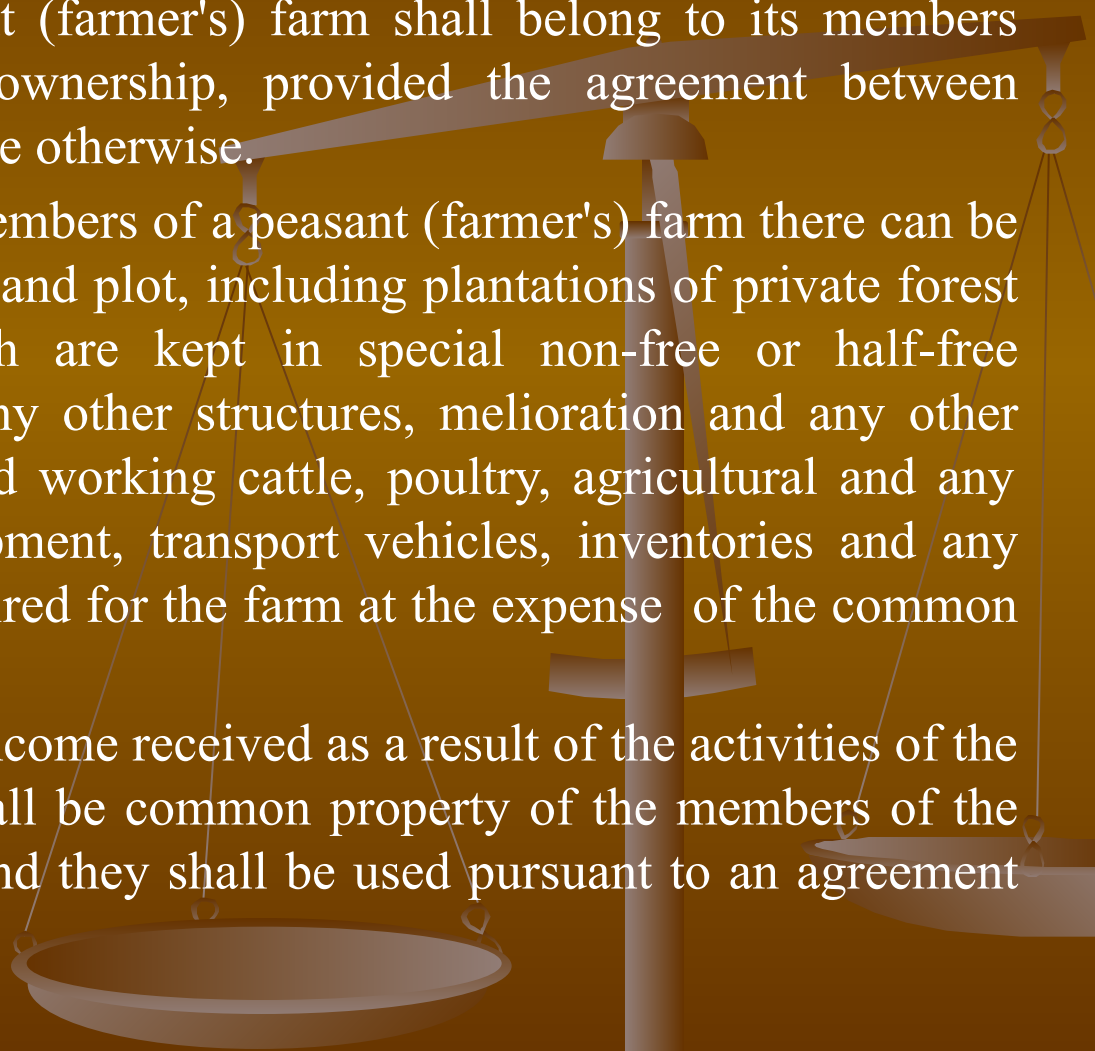 t (farmer's) farm shall belong to its members
ownership, provided the agreement between
e otherwise.
embers of a peasant (farmer's) farm there can be
and plot, including plantations of private forest
h are kept in special non-free or half-free
ny other structures, melioration and any other
d working cattle, poultry, agricultural and any
pment, transport vehicles, inventories and any
ired for the farm at the expense of the common
ncome received as a result of the activities of the
all be common property of the members of the
nd they shall be used pursuant to an agreement